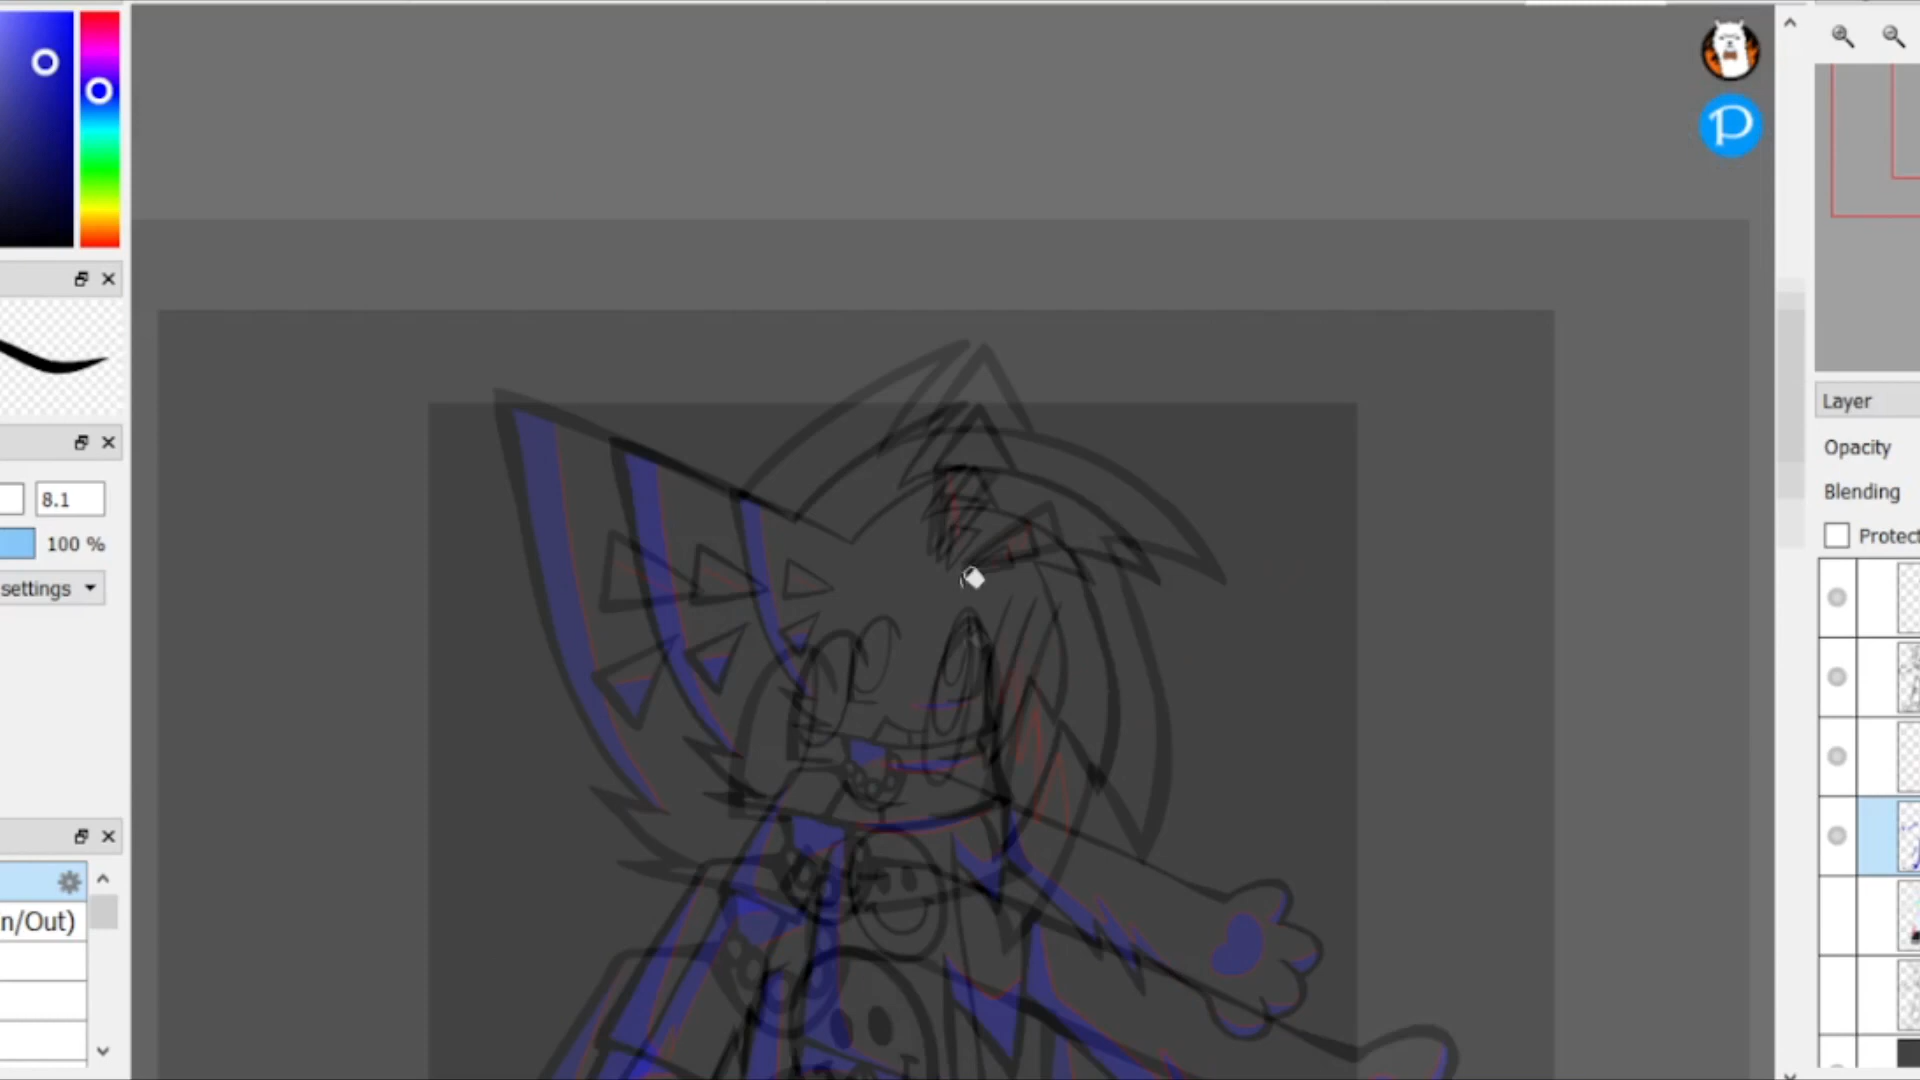 8.1
100 %
settings
n/Out)
P
Layer
Opacity
Blending
Protect